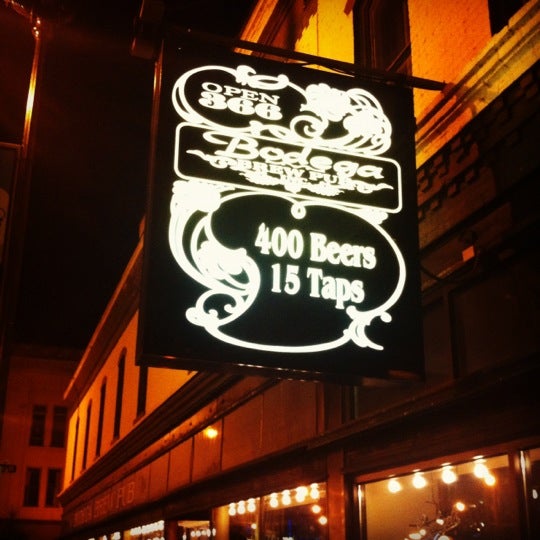 OPEN
366
Bodega
BREW PUB
400 Beers
15 Taps